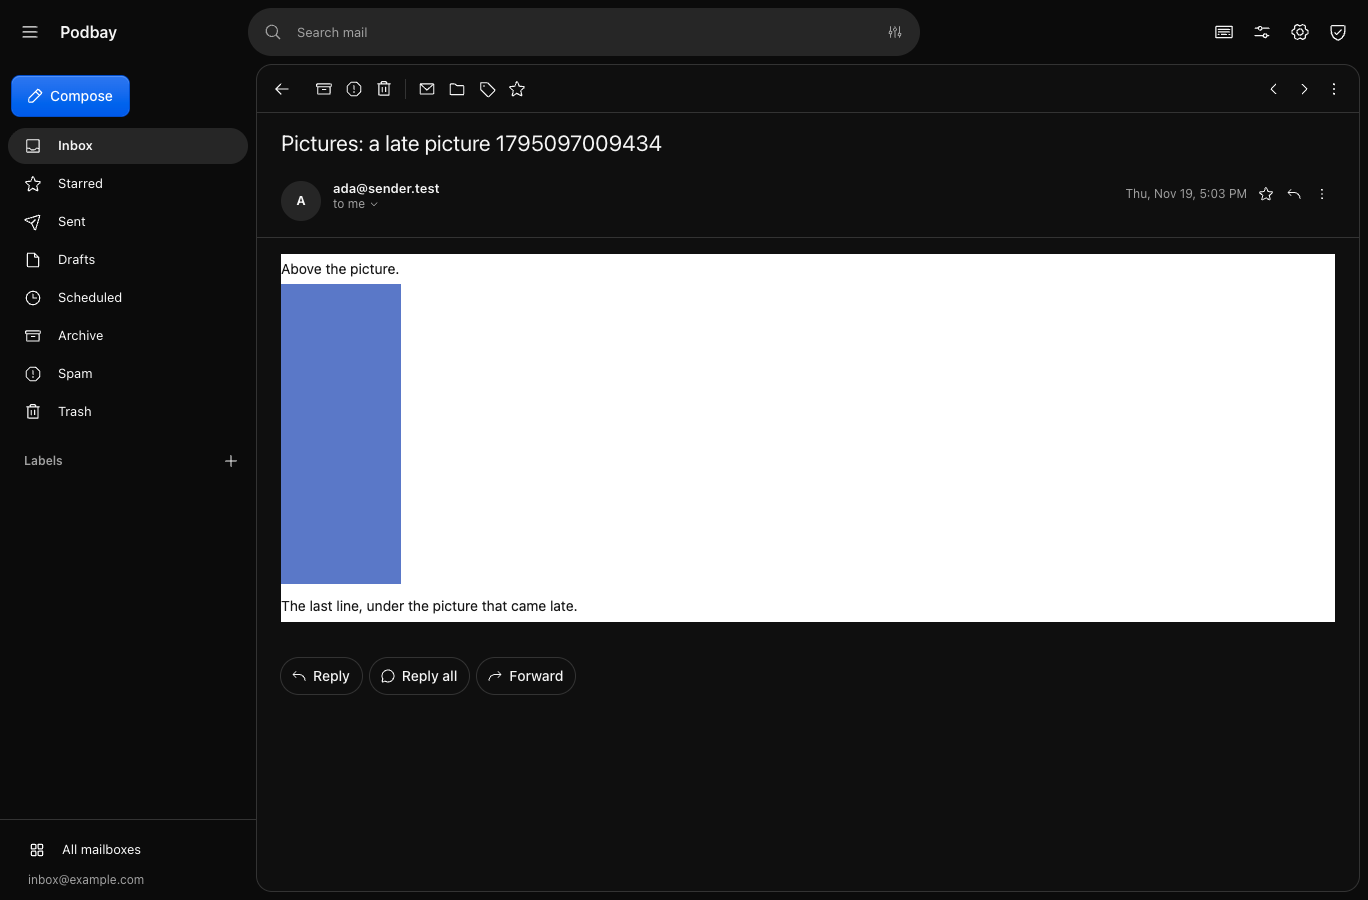 Podbay
Search mail
Compose
Inbox
Starred
Sent
Drafts
Scheduled
Archive
Spam
Trash
Labels
All mailboxes
inbox@example.com
Pictures: a late picture 1795097009434
A
ada@sender.test
to me
Thu, Nov 19, 5:03 PM
Above the picture.
The last line, under the picture that came late.
Reply
Reply all
Forward